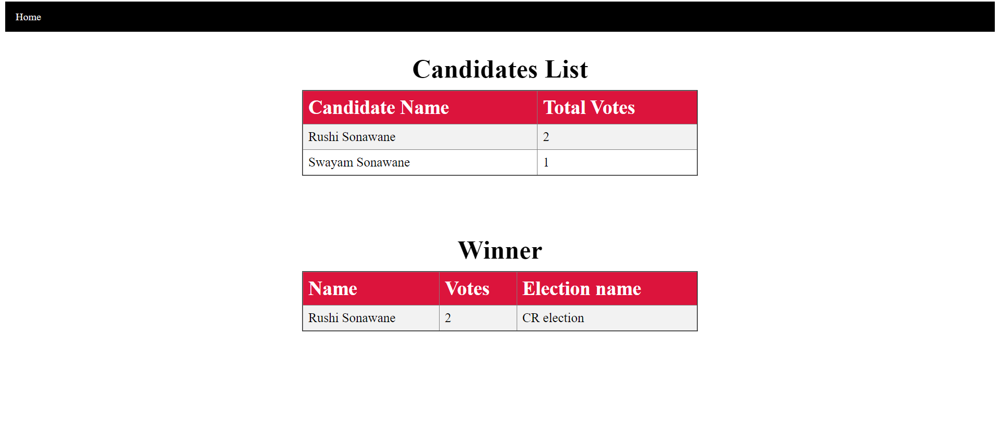 Home
Candidates List
Candidate Name Total Votes
Rushi Sonawane 2
Swayam Sonawane 1
Winner
Name Votes Election name
Rushi Sonawane 2 CR election